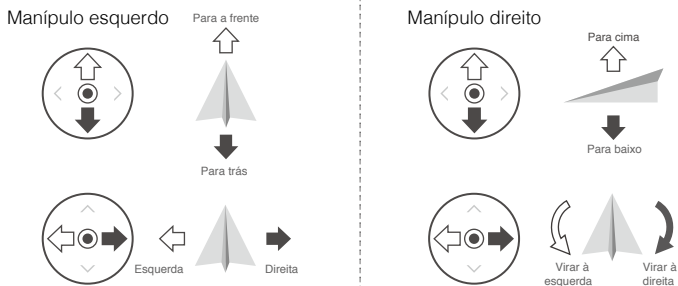 Manípulo esquerdo
Para a frente
Para trás
Esquerda
Direita
Manípulo direito
Para cima
Para baixo
Virar à
esquerda
Virar à
direita